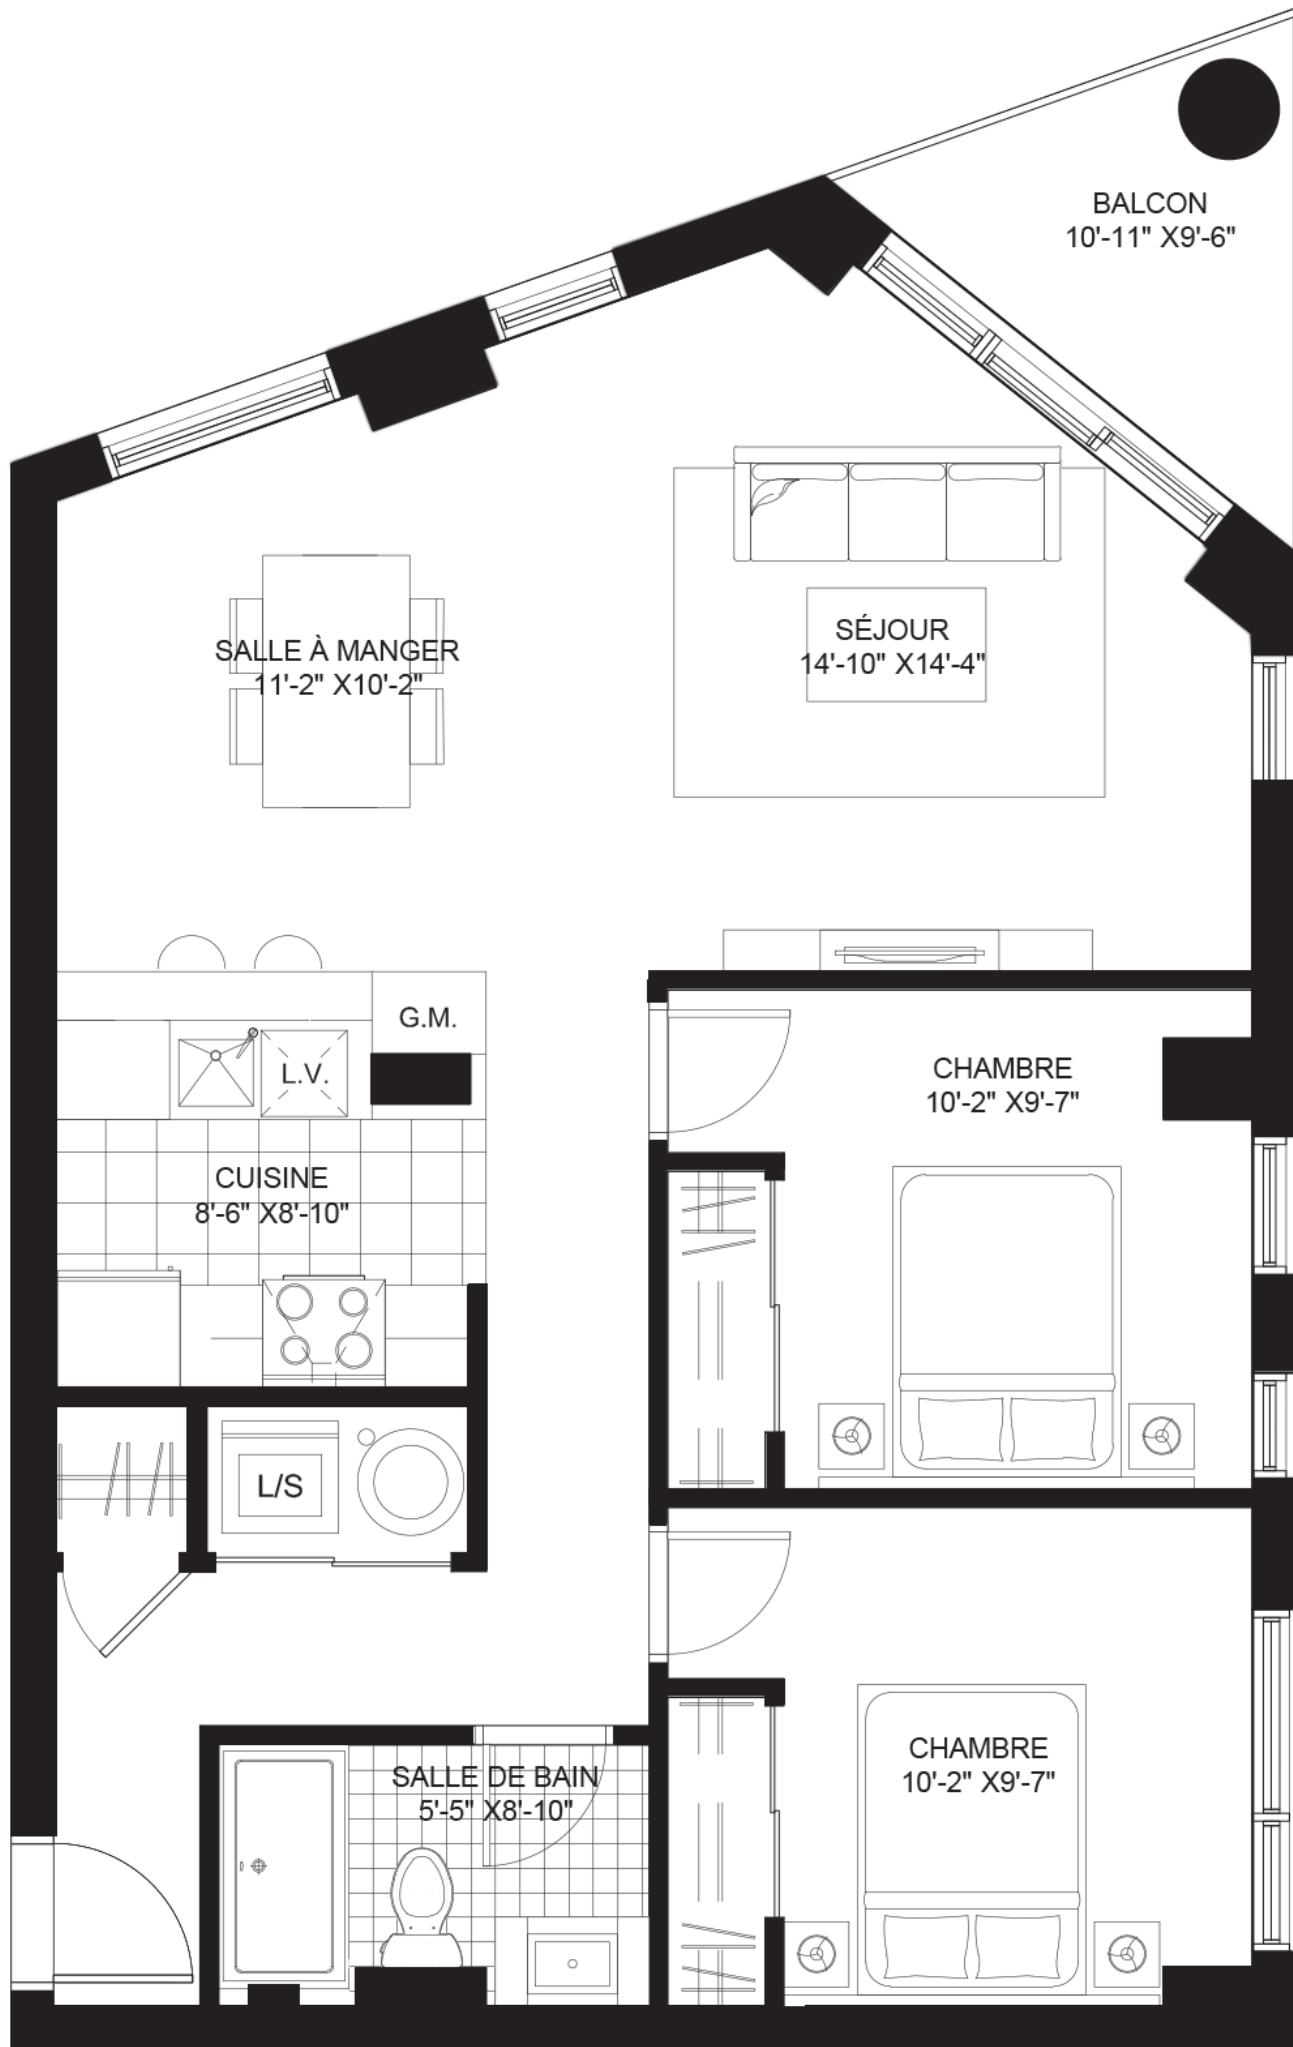 BALCON
10'-11" X9'-6"
SALLE À MANGER
11'-2" X10'-2"
SÉJOUR
14'-10" X14'-4"
G.M.
L.V.
CHAMBRE
10'-2" X9'-7"
CUISINE
8'-6" X8'-10"
L/S
CHAMBRE
10'-2" X9'-7"
SALLE DE BAIN
5'-5" X8'-10"